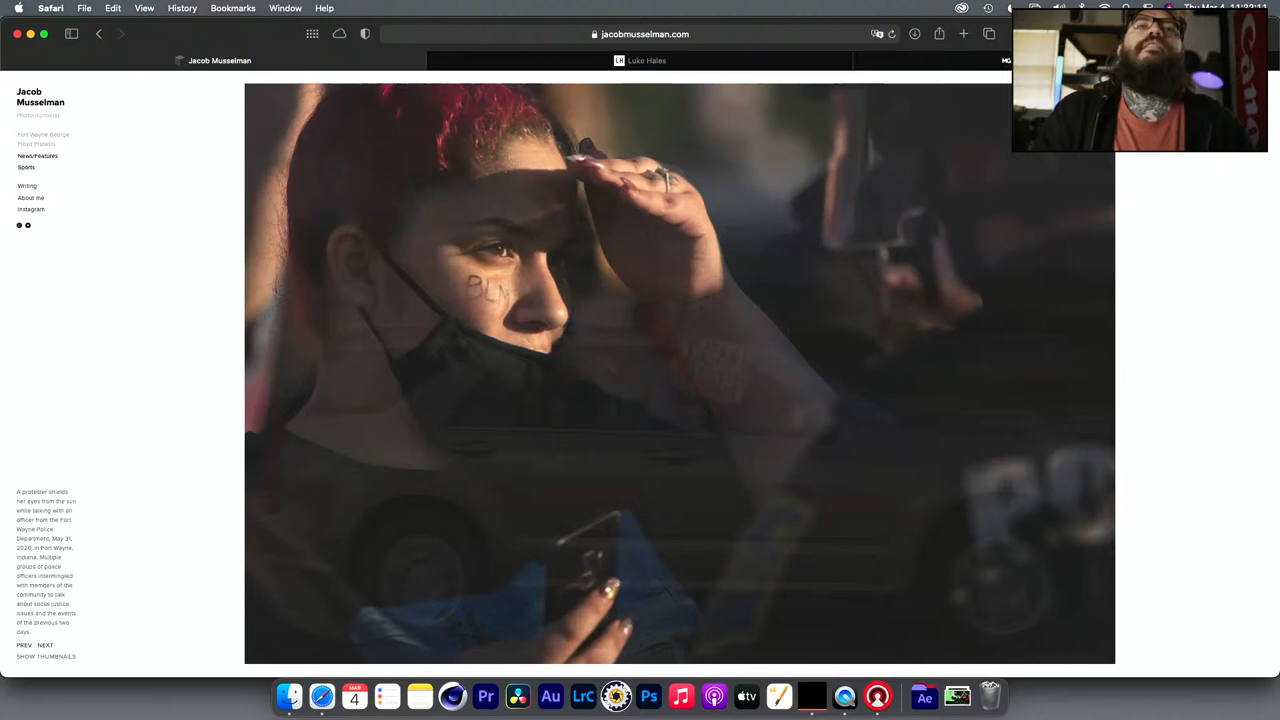 Safari File Edit View History Bookmarks Window Help
jacobmusselman.com
Jacob Musselman
LH Luke Hales
MG
Jacob
Musselman
Photojournalist
Fort Wayne George
Floyd Protests
News/Features
Sports
Writing
About me
Instagram
BLM
A protester shields
her eyes from the sun
while talking with an
officer from the Fort
Wayne Police
Department, May 31,
2020, in Fort Wayne,
Indiana. Multiple
groups of police
officers intermingled
with members of the
community to talk
about social justice
issues and the events
of the previous two
days.
PREV · NEXT
SHOW THUMBNAILS
MAR
4
Pr
Au
LrC
Ps
tv
Ae